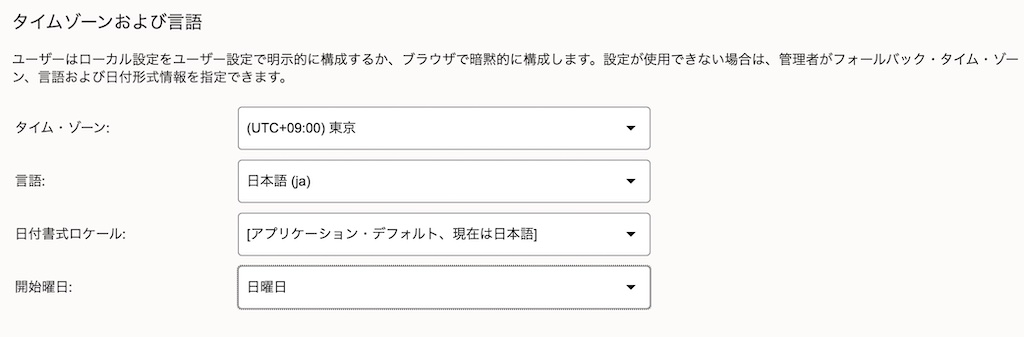 タイムゾーンおよび言語
ユーザーはローカル設定をユーザー設定で明示的に構成するか、ブラウザで暗黙的に構成します。設定が使用できない場合は、管理者がフォールバック・タイム・ゾー
ン、言語および日付形式情報を指定できます。
タイム・ゾーン: (UTC+09:00) 東京
言語: 日本語 (ja)
日付書式ロケール: [アプリケーション・デフォルト、現在は日本語]
開始曜日: 日曜日